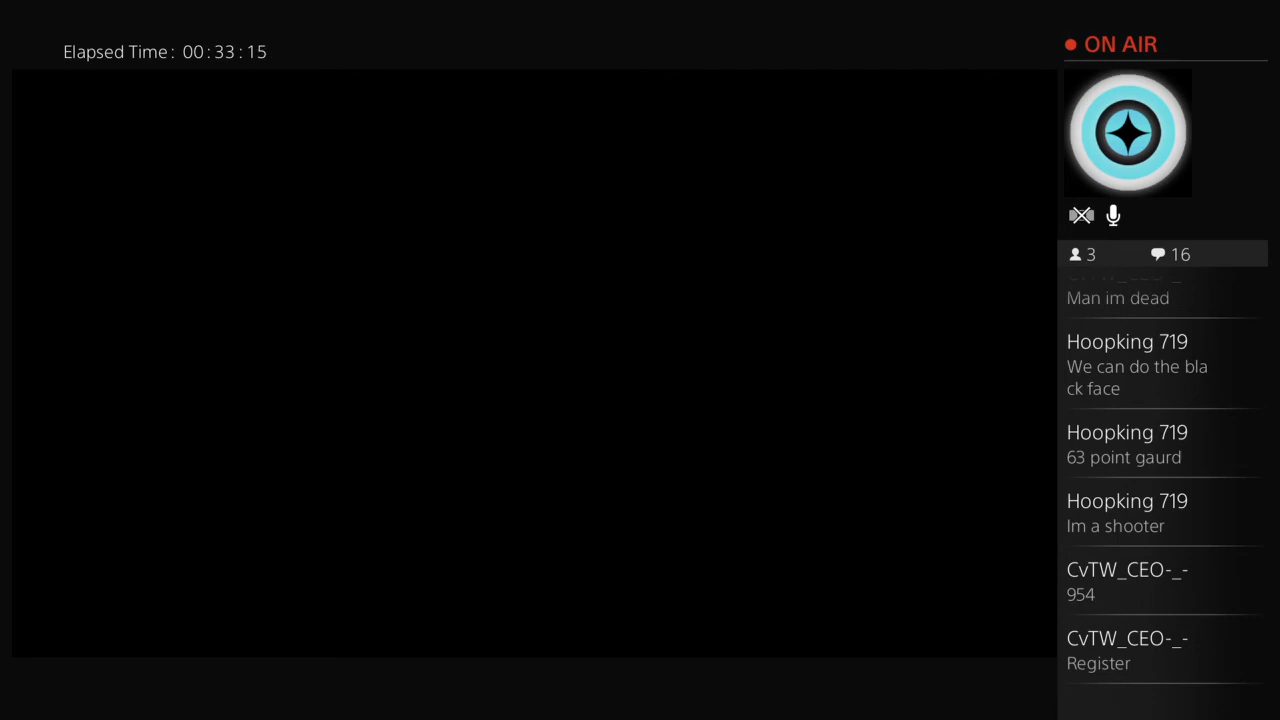 Elapsed Time: 00:33:15
ON AIR
3 16
Man im dead
Hoopking 719
We can do the bla
ck face
Hoopking 719
63 point gaurd
Hoopking 719
Im a shooter
CvTW_CEO-_-
954
CvTW_CEO-_-
Register